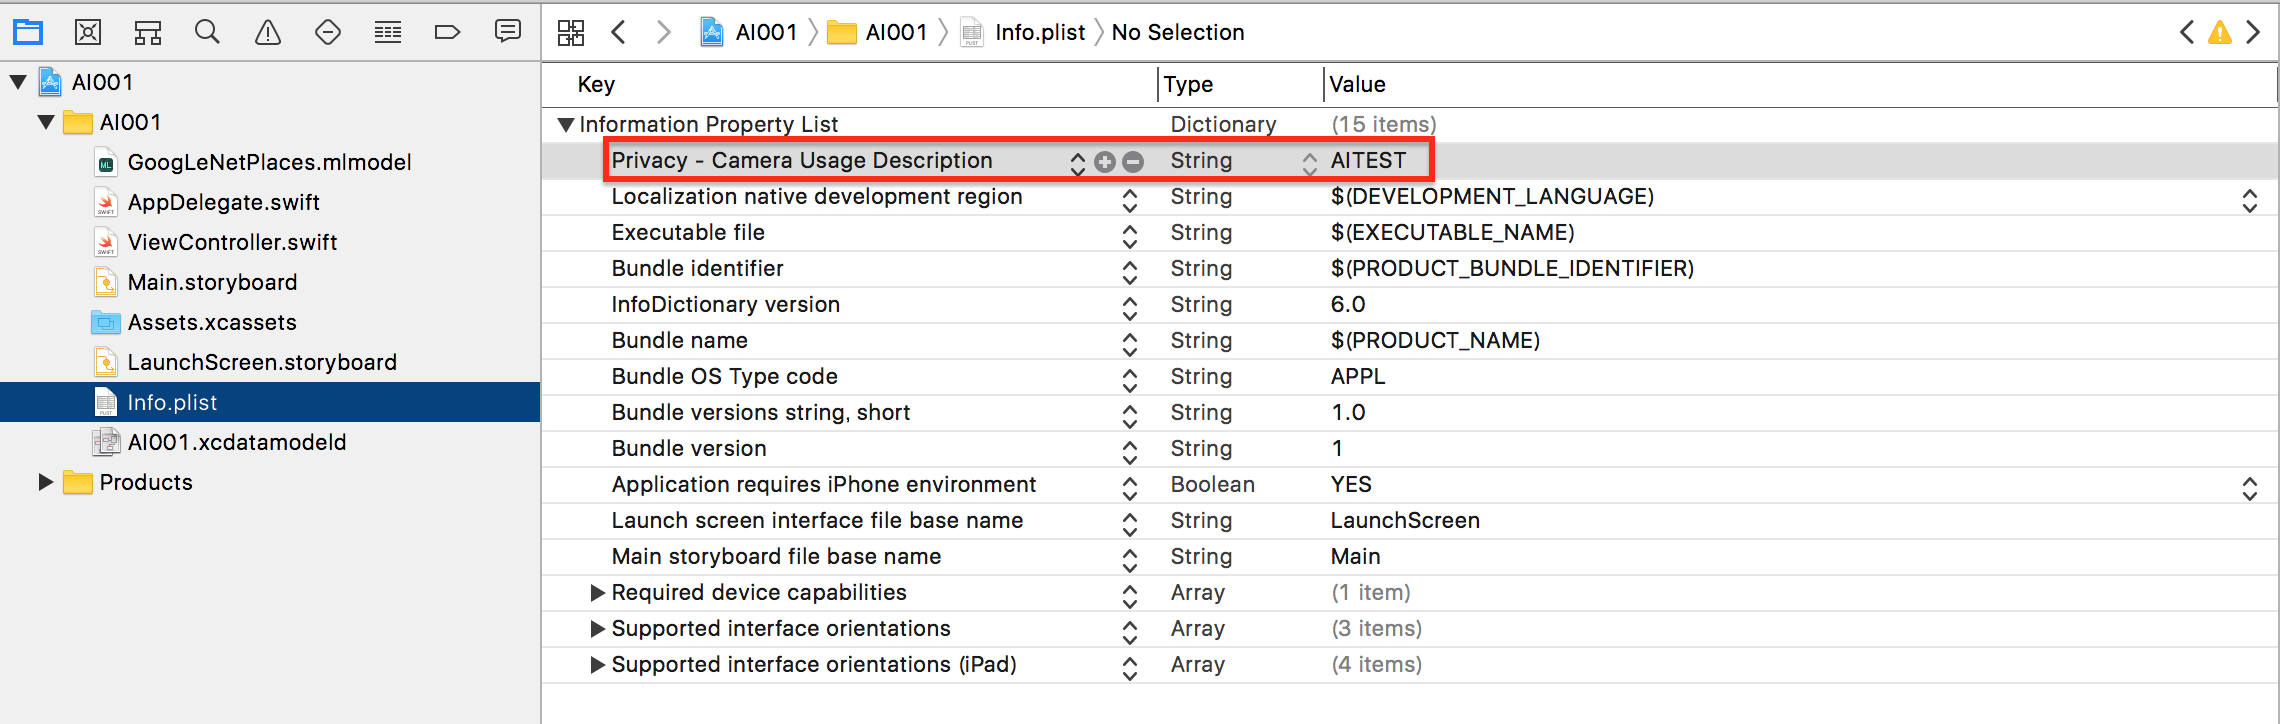 AI001 AI001 Info.plist No Selection
AI001
AI001
GoogLeNetPlaces.mlmodel
AppDelegate.swift
ViewController.swift
Main.storyboard
Assets.xcassets
LaunchScreen.storyboard
Info.plist
AI001.xcdatamodeld
Products
Key Type Value
Information Property List Dictionary (15 items)
Privacy - Camera Usage Description String AITEST
Localization native development region String $(DEVELOPMENT_LANGUAGE)
Executable file String $(EXECUTABLE_NAME)
Bundle identifier String $(PRODUCT_BUNDLE_IDENTIFIER)
InfoDictionary version String 6.0
Bundle name String $(PRODUCT_NAME)
Bundle OS Type code String APPL
Bundle versions string, short String 1.0
Bundle version String 1
Application requires iPhone environment Boolean YES
Launch screen interface file base name String LaunchScreen
Main storyboard file base name String Main
Required device capabilities Array (1 item)
Supported interface orientations Array (3 items)
Supported interface orientations (iPad) Array (4 items)